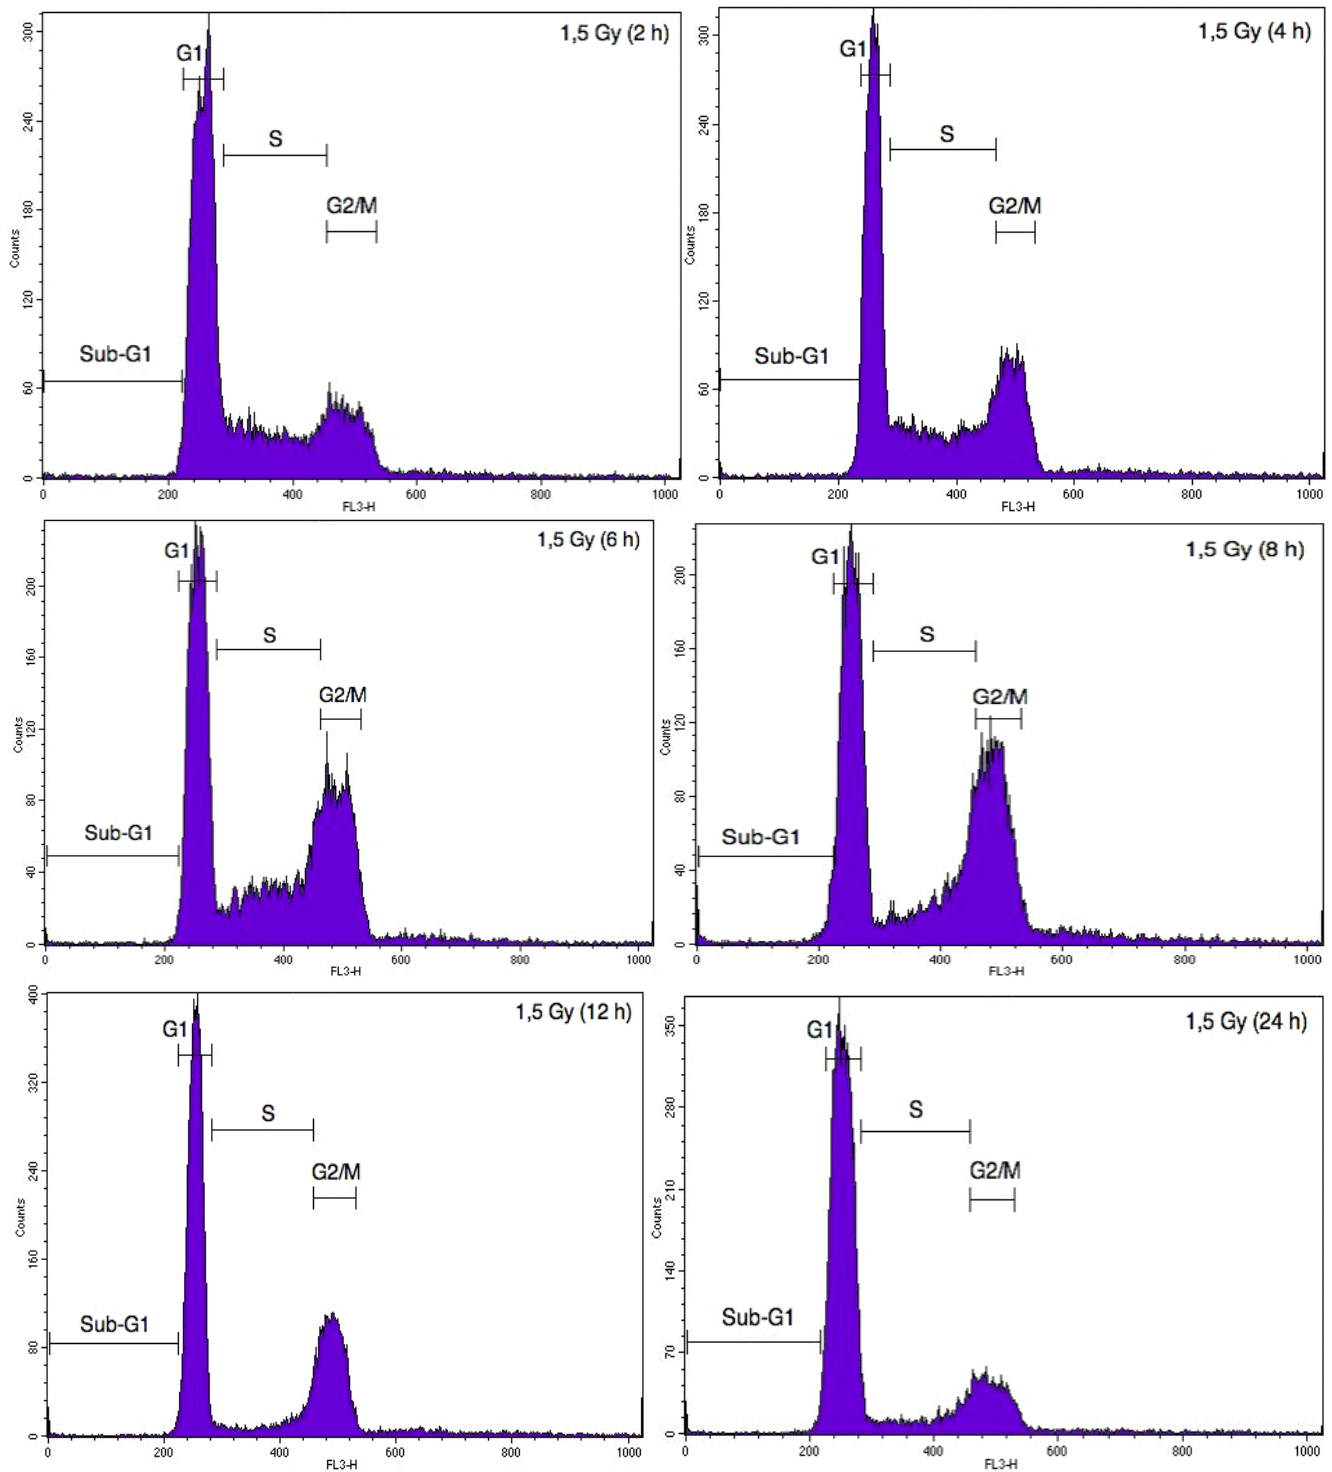 1,5 Gy (2 h)
G1
S
G2/M
Sub-G1
Counts
300
240
180
120
60
0
0 200 400 600 800 1000
FL3-H
1,5 Gy (4 h)
G1
S
G2/M
Sub-G1
Counts
300
240
180
120
60
0
0 200 400 600 800 1000
FL3-H
1,5 Gy (6 h)
G1
S
G2/M
Sub-G1
Counts
200
160
120
80
40
0
0 200 400 600 800 1000
FL3-H
1,5 Gy (8 h)
G1
S
G2/M
Sub-G1
Counts
200
160
120
80
40
0
0 200 400 600 800 1000
FL3-H
1,5 Gy (12 h)
G1
S
G2/M
Sub-G1
Counts
400
320
240
160
80
0
0 200 400 600 800 1000
FL3-H
1,5 Gy (24 h)
G1
S
G2/M
Sub-G1
Counts
350
280
210
140
70
0
0 200 400 600 800 1000
FL3-H